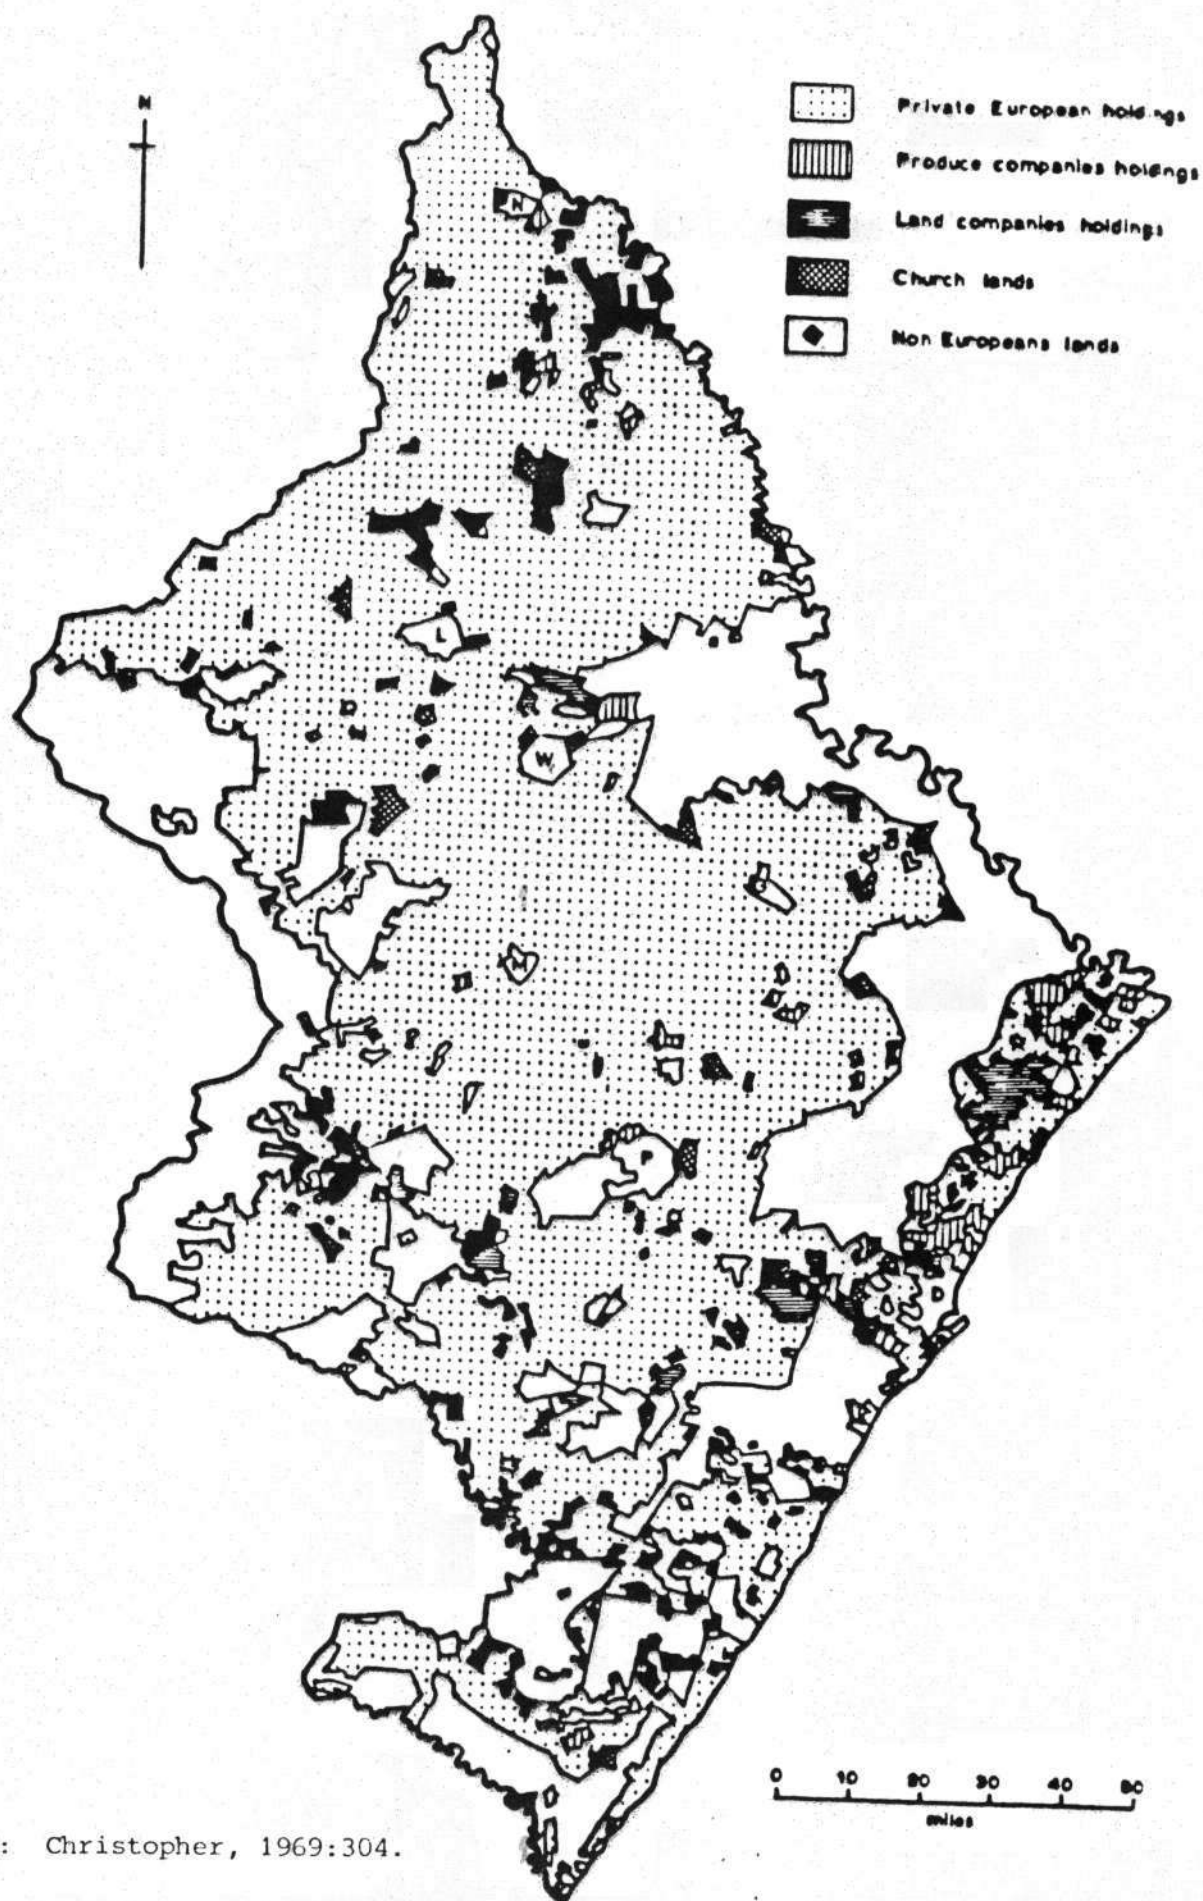 N
Private European holdings
Produce companies holdings
Land companies holdings
Church lands
Non Europeans lands
N
L
W
M
P
0 10 20 30 40 50
miles
: Christopher, 1969:304.